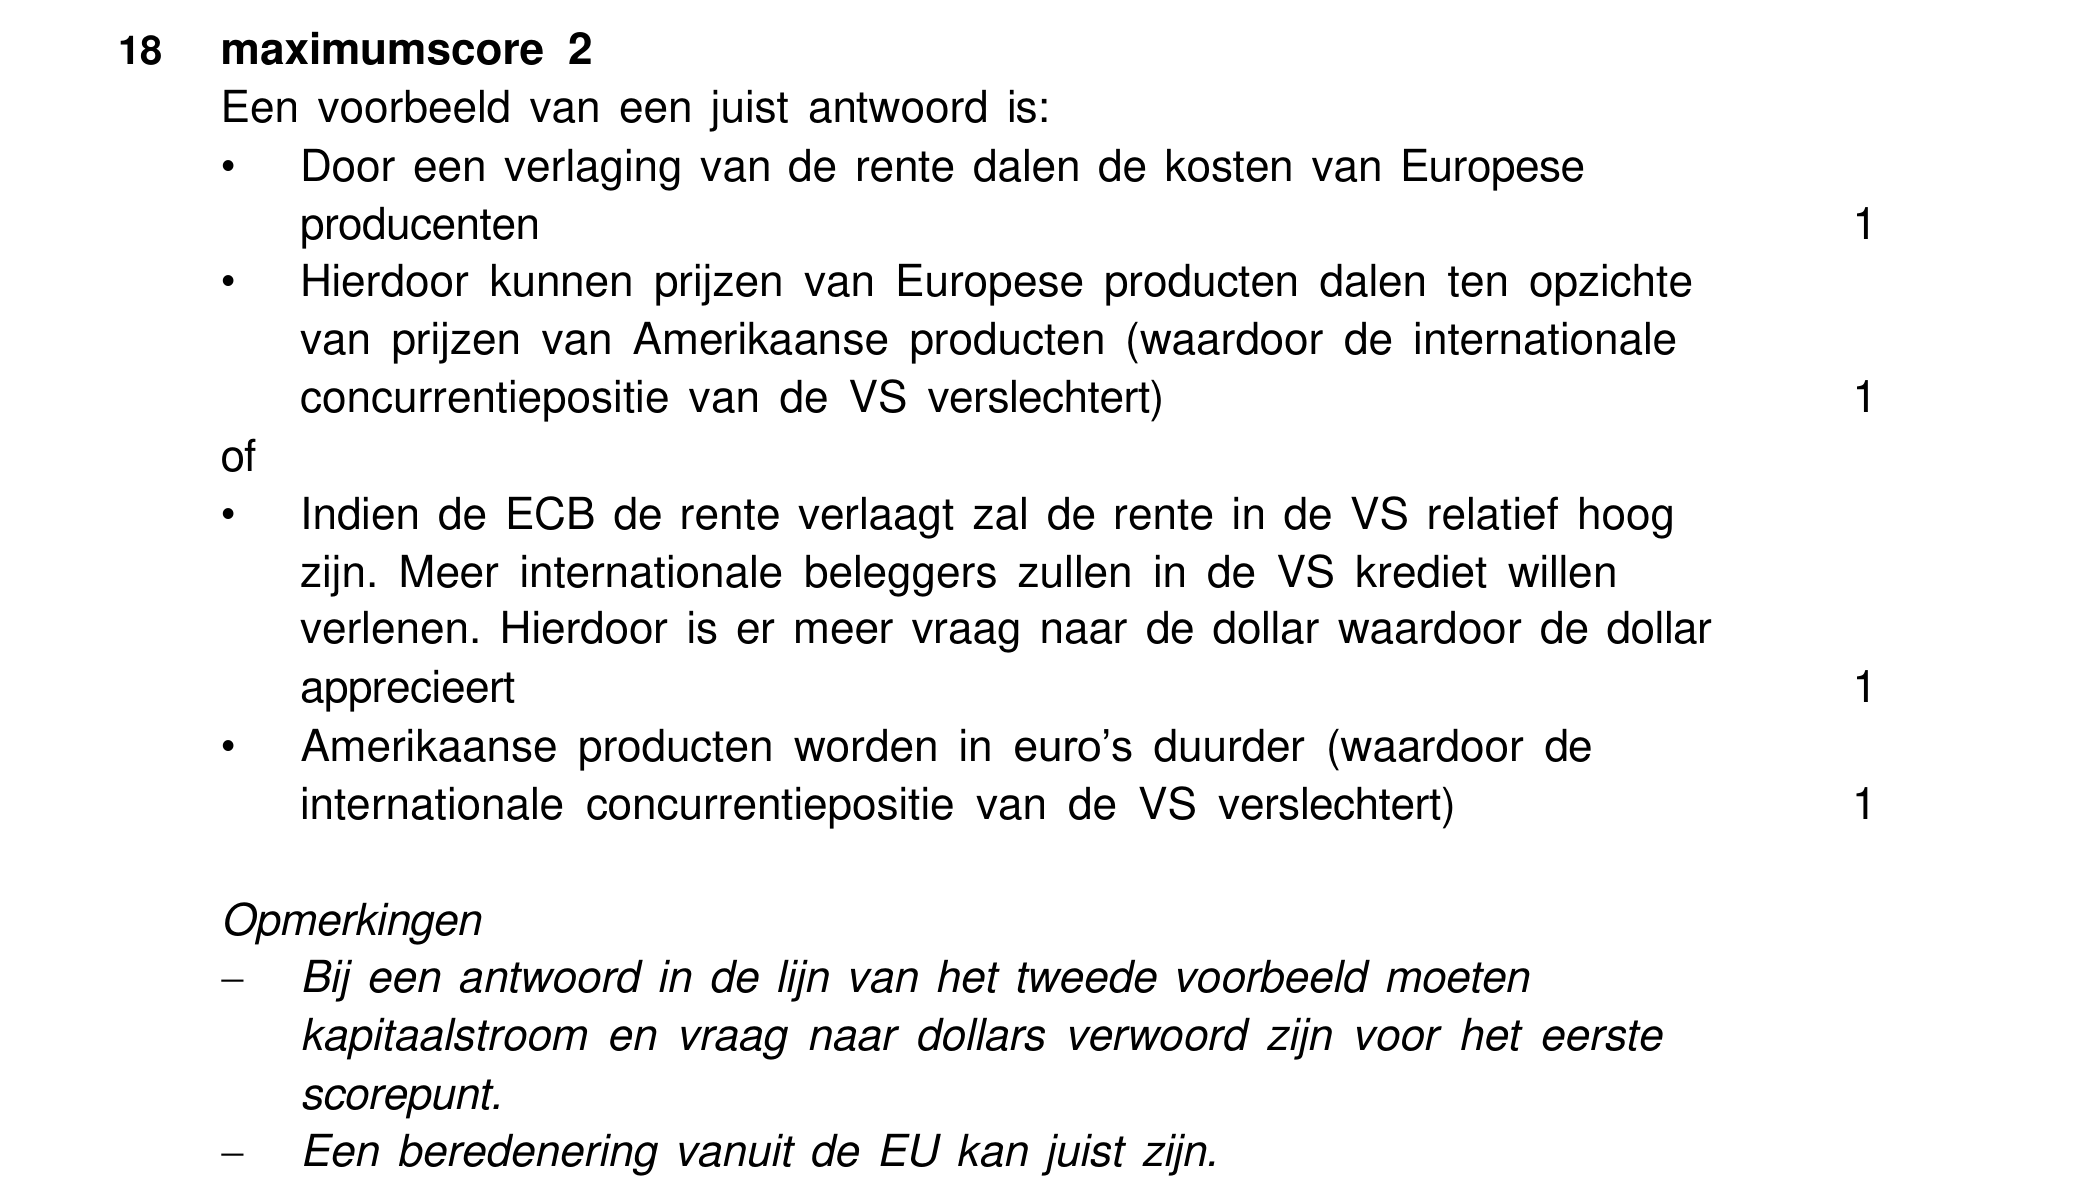 18 maximumscore 2
Een voorbeeld van een juist antwoord is:
• Door een verlaging van de rente dalen de kosten van Europese
producenten 1
• Hierdoor kunnen prijzen van Europese producten dalen ten opzichte
van prijzen van Amerikaanse producten (waardoor de internationale
concurrentiepositie van de VS verslechtert) 1
of
• Indien de ECB de rente verlaagt zal de rente in de VS relatief hoog
zijn. Meer internationale beleggers zullen in de VS krediet willen
verlenen. Hierdoor is er meer vraag naar de dollar waardoor de dollar
apprecieert 1
• Amerikaanse producten worden in euro’s duurder (waardoor de
internationale concurrentiepositie van de VS verslechtert) 1
Opmerkingen
− Bij een antwoord in de lijn van het tweede voorbeeld moeten
kapitaalstroom en vraag naar dollars verwoord zijn voor het eerste
scorepunt.
− Een beredenering vanuit de EU kan juist zijn.